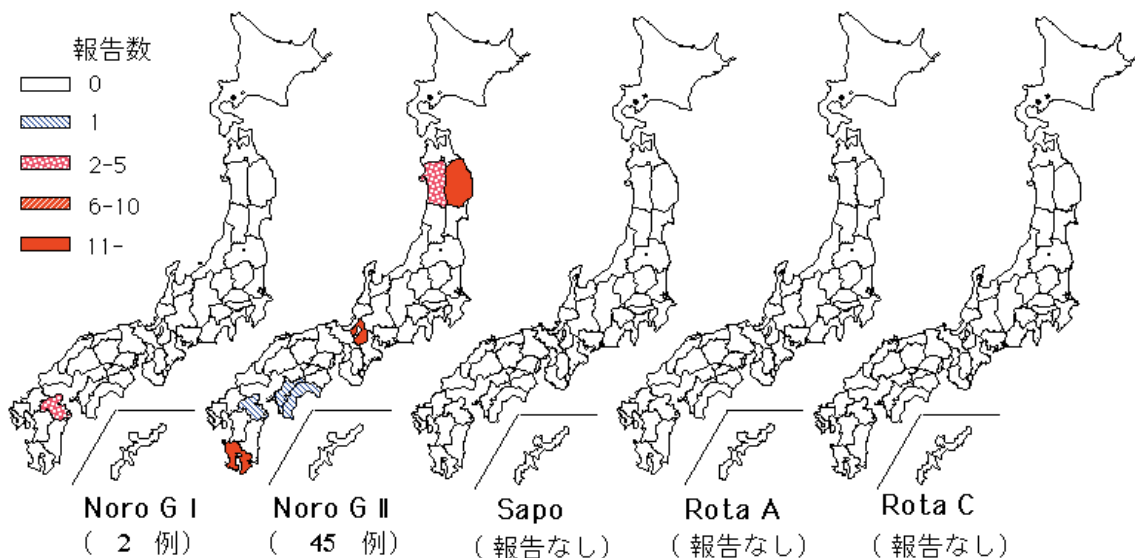 報告数
0
1
2-5
6-10
11-
Noro G I
( 2 例)
Noro G II
( 45 例)
Sapo
(報告なし)
Rota A
(報告なし)
Rota C
(報告なし)